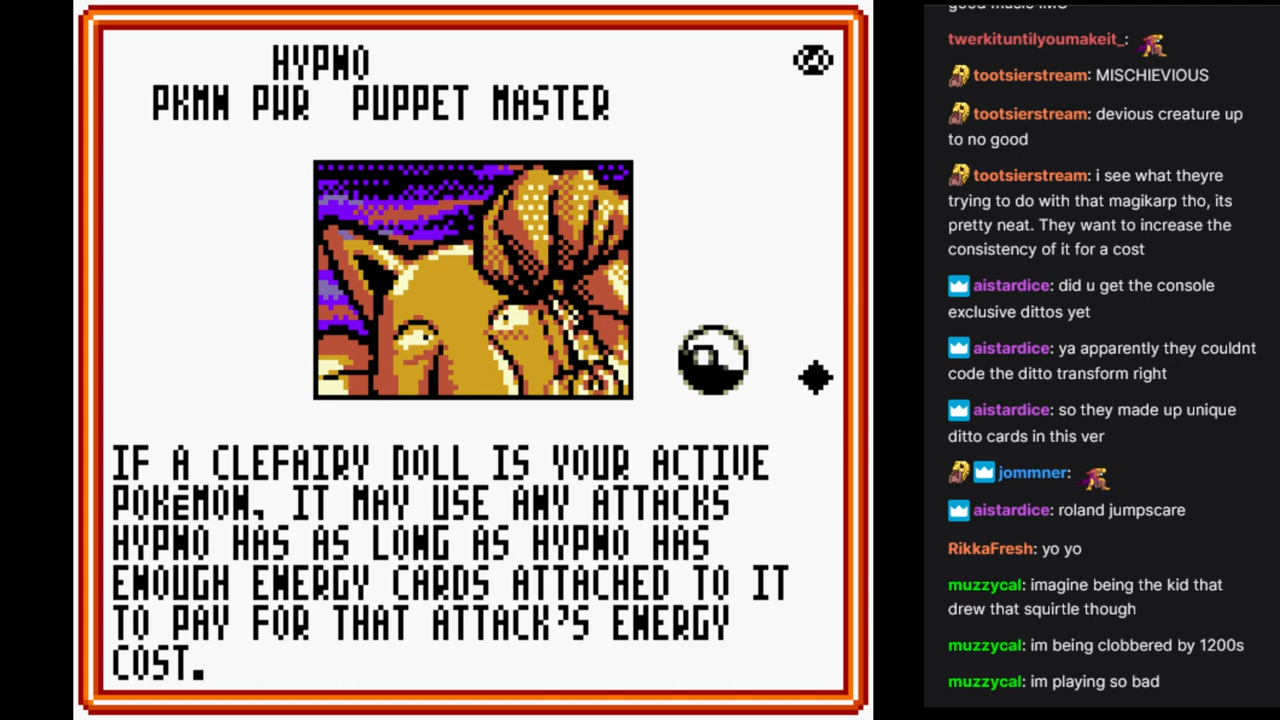 HYPNO
PKMN PWR PUPPET MASTER
IF A CLEFAIRY DOLL IS YOUR ACTIVE
POKéMON, IT MAY USE ANY ATTACKS
HYPNO HAS AS LONG AS HYPNO HAS
ENOUGH ENERGY CARDS ATTACHED TO IT
TO PAY FOR THAT ATTACK'S ENERGY
COST.
good music IMO
twerkituntilyoumakeit_:
tootsierstream: MISCHIEVIOUS
tootsierstream: devious creature up
to no good
tootsierstream: i see what theyre
trying to do with that magikarp tho, its
pretty neat. They want to increase the
consistency of it for a cost
aistardice: did u get the console
exclusive dittos yet
aistardice: ya apparently they couldnt
code the ditto transform right
aistardice: so they made up unique
ditto cards in this ver
jommner:
aistardice: roland jumpscare
RikkaFresh: yo yo
muzzycal: imagine being the kid that
drew that squirtle though
muzzycal: im being clobbered by 1200s
muzzycal: im playing so bad